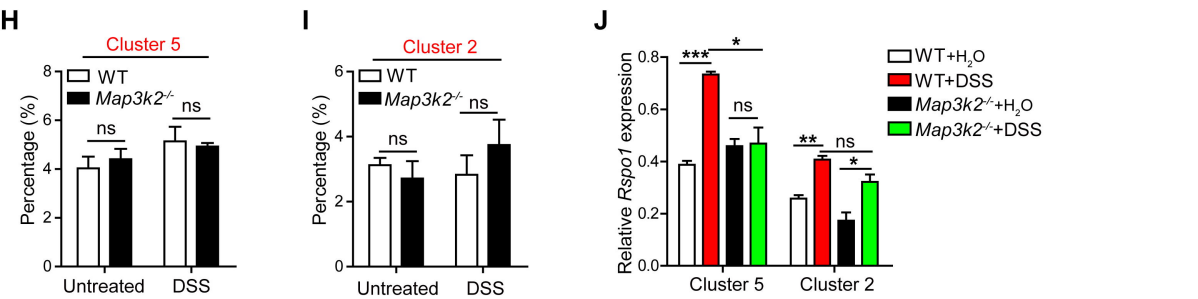 H
Cluster 5
WT
Map3k2-/-
ns
ns
Percentage (%)
8
6
4
2
0
Untreated
DSS
I
Cluster 2
WT
Map3k2-/-
ns
ns
Percentage (%)
6
4
2
0
Untreated
DSS
J
***
*
ns
**
ns
*
Relative Rspo1 expression
0.8
0.6
0.4
0.2
0.0
Cluster 5
Cluster 2
WT+H2O
WT+DSS
Map3k2-/-+H2O
Map3k2-/-+DSS